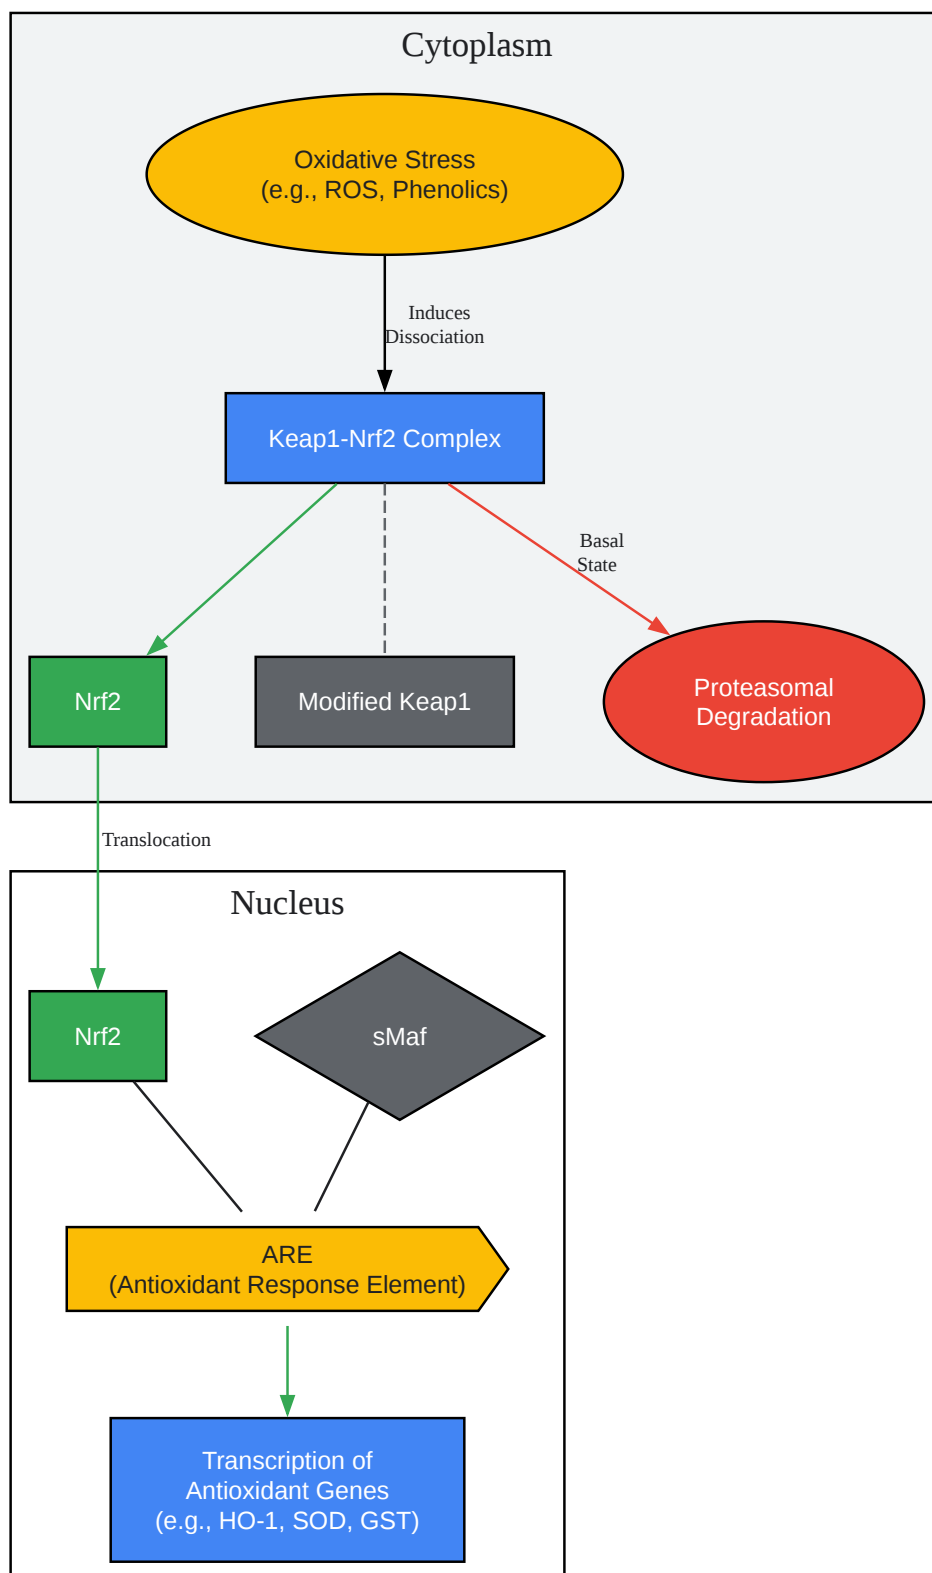 Cytoplasm
Oxidative Stress
(e.g., ROS, Phenolics)
Induces
Dissociation
Keap1-Nrf2 Complex
Basal
State
Nrf2
Modified Keap1
Proteasomal
Degradation
Translocation
Nucleus
Nrf2
sMaf
ARE
(Antioxidant Response Element)
Transcription of
Antioxidant Genes
(e.g., HO-1, SOD, GST)